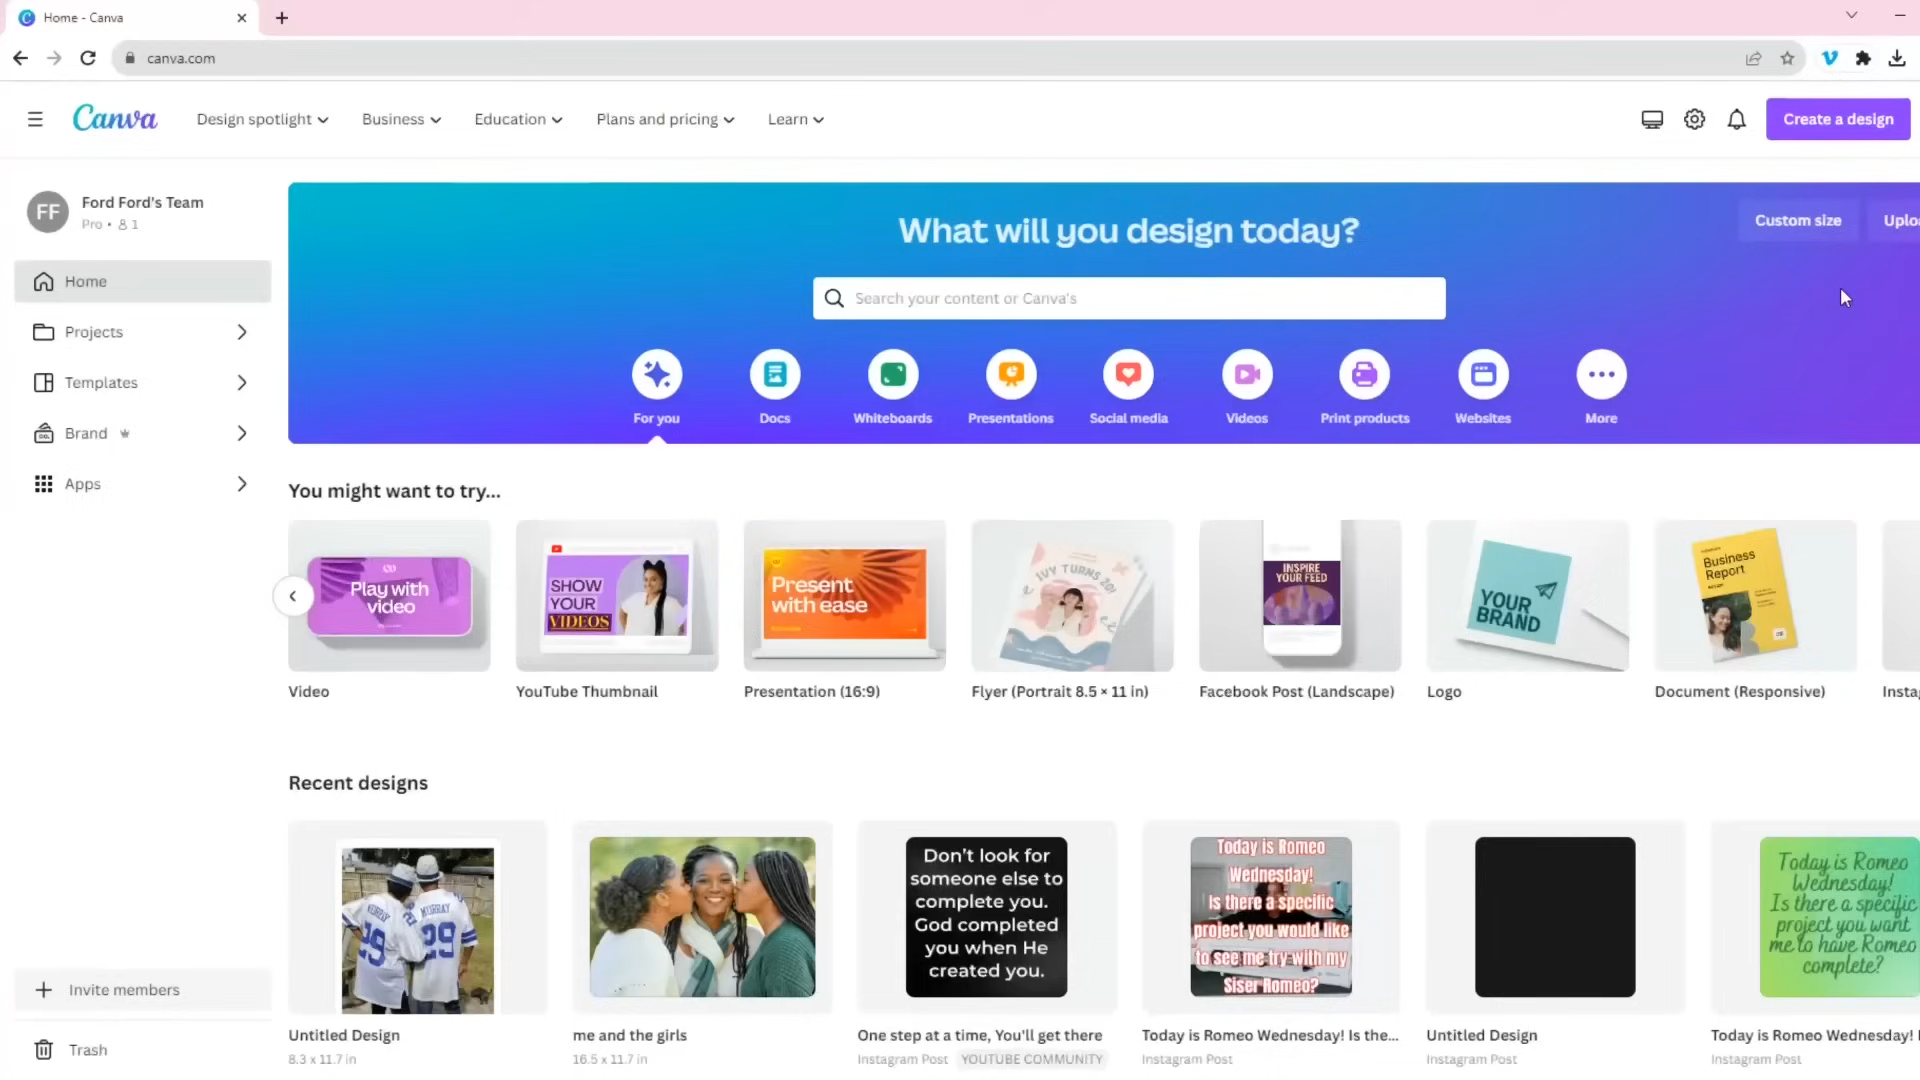 Home - Canva
canva.com
Canva
Design spotlight
Business
Education
Plans and pricing
Learn
Create a design
FF
Ford Ford's Team
Pro • 1
Home
Projects
Templates
Brand
Apps
Invite members
Trash
What will you design today?
Custom size
Uplo
Search your content or Canva's
For you
Docs
Whiteboards
Presentations
Social media
Videos
Print products
Websites
More
You might want to try...
Play with
video
SHOW
YOUR
VIDEOS
Present
with ease
IVY TURNS 20!
INSPIRE
YOUR FEED
YOUR
BRAND
Business
Report
Video
YouTube Thumbnail
Presentation (16:9)
Flyer (Portrait 8.5 × 11 in)
Facebook Post (Landscape)
Logo
Document (Responsive)
Insta
Recent designs
MURRAY
29
MURRAY
29
Don't look for
someone else to
complete you.
God completed
you when He
created you.
Today is Romeo
Wednesday!
Is there a specific
project you would like
to see me try with my
Siser Romeo?
Today is Romeo
Wednesday!
Is there a specific
project you want
me to have Romeo
complete?
Untitled Design
8.3 x 11.7 in
me and the girls
16.5 x 11.7 in
One step at a time, You'll get there
Instagram Post YOUTUBE COMMUNITY
Today is Romeo Wednesday! Is the...
Instagram Post
Untitled Design
Instagram Post
Today is Romeo Wednesday!
Instagram Post